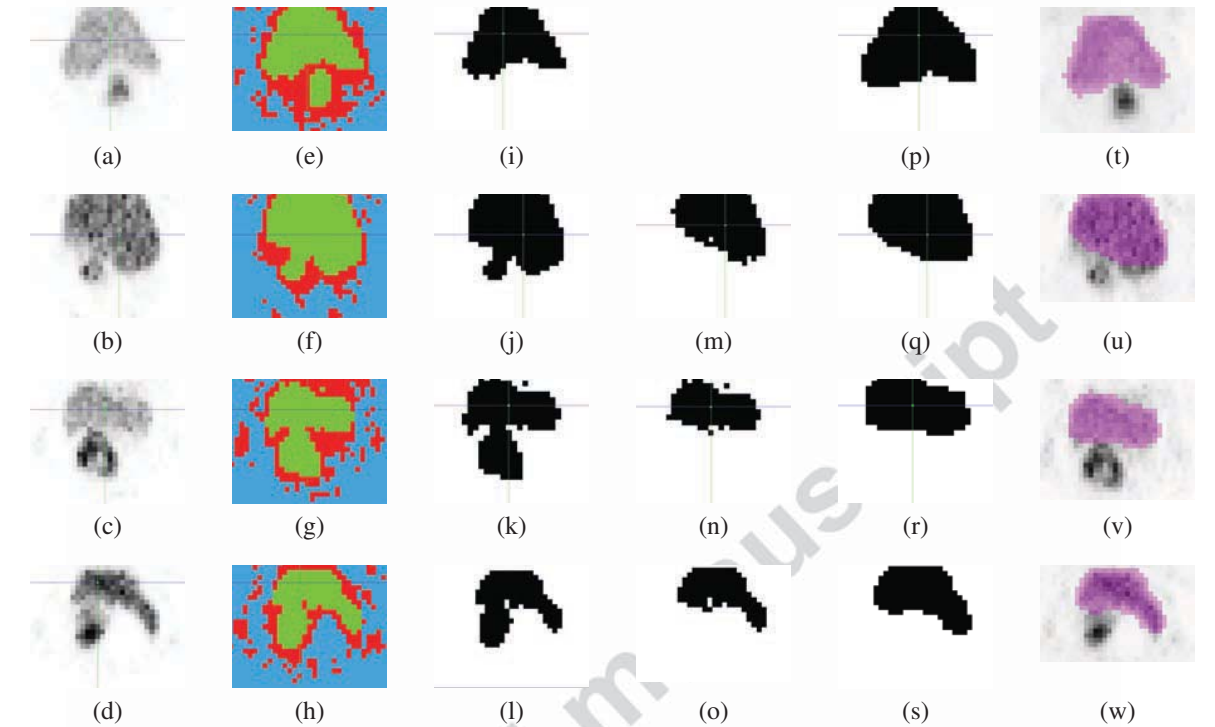 (a) (e) (i) (p) (t)
(b) (f) (j) (m) (q) (u)
(c) (g) (k) (n) (r) (v)
(d) (h) (l) (o) (s) (w)